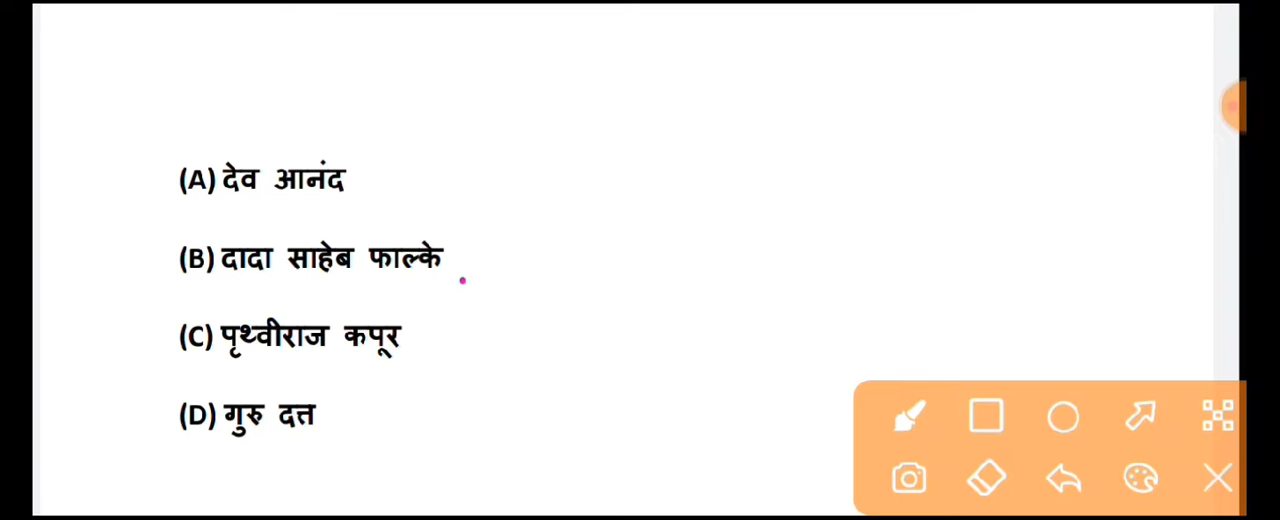 (A) देव आनंद
(B) दादा साहेब फाल्के
(C) पृथ्वीराज कपूर
(D) गुरु दत्त